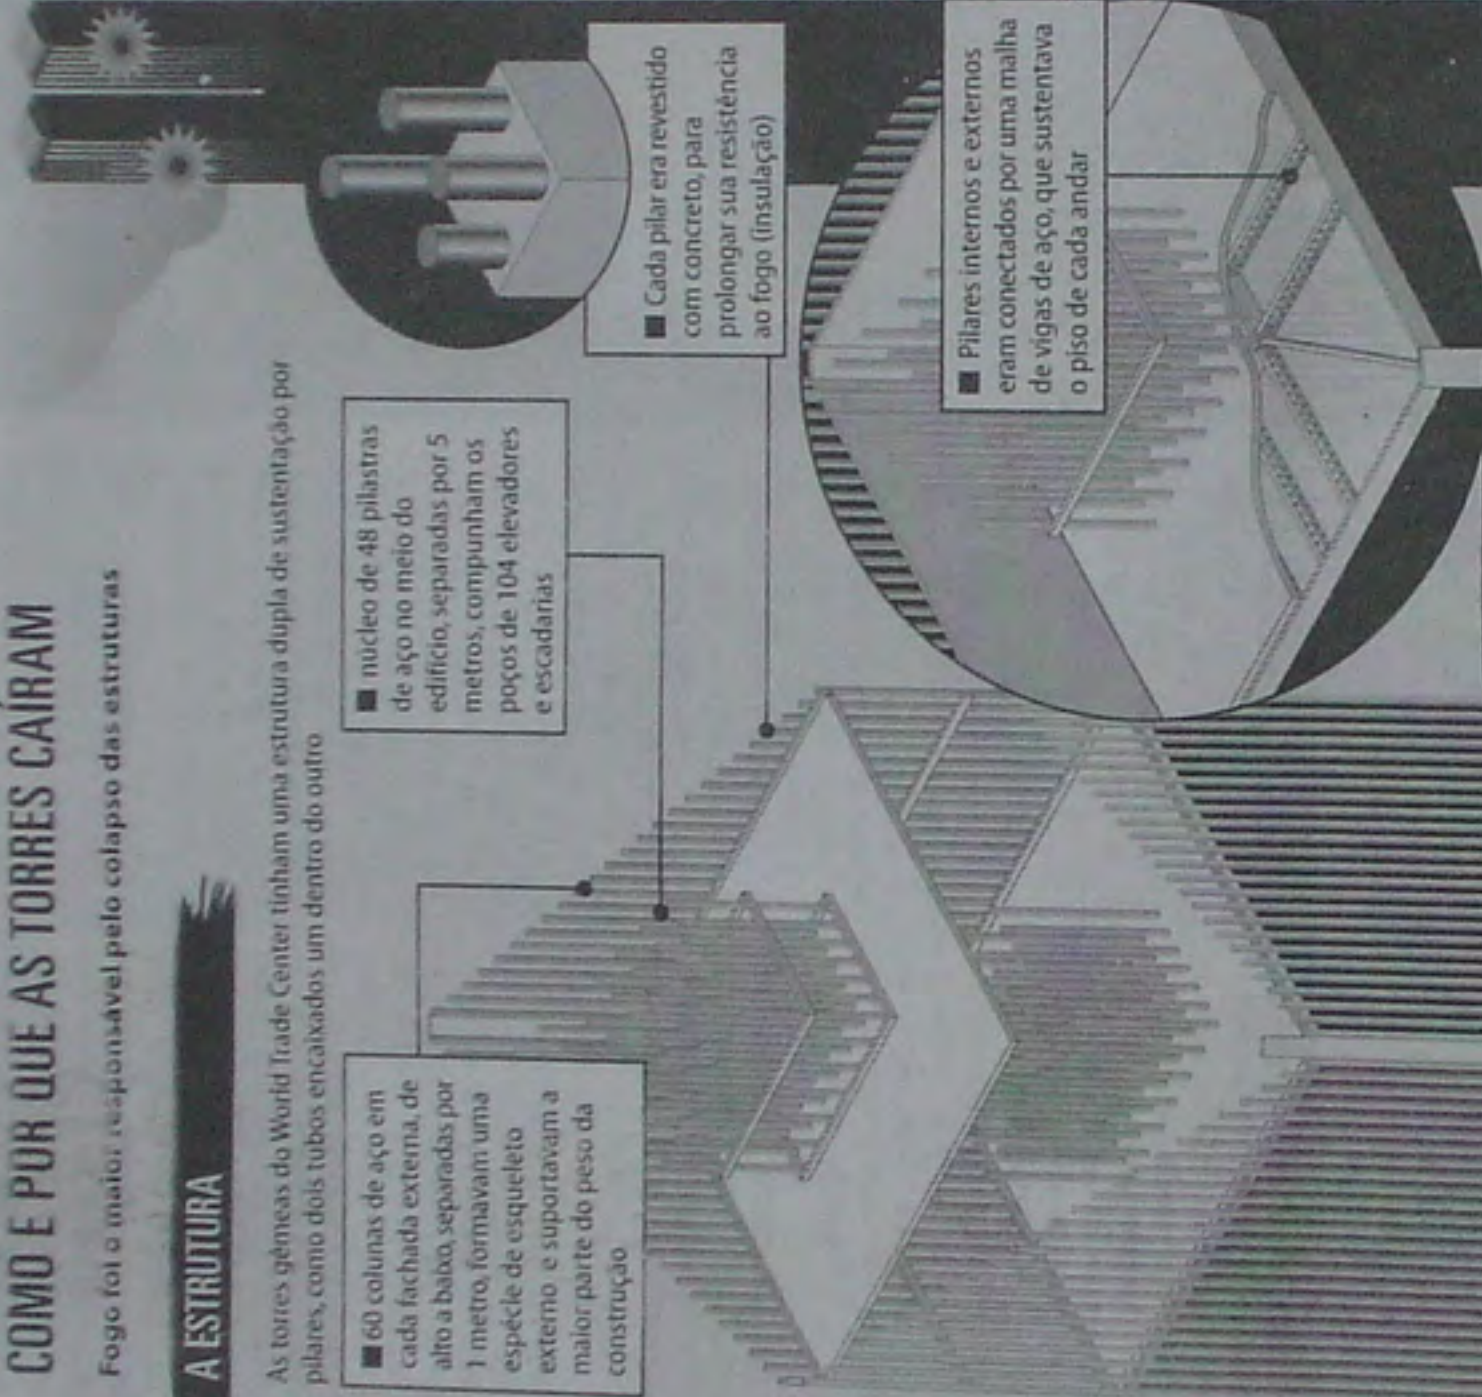 COMO E POR QUE AS TORRES CAÍRAM
Fogo foi o maior responsável pelo colapso das estruturas
A ESTRUTURA
As torres gêmeas do World Trade Center tinham uma estrutura dupla de sustentação por
pilares, como dois tubos encaixados um dentro do outro
■ 60 colunas de aço em
cada fachada externa, de
alto a baixo, separadas por
1 metro, formavam uma
espécie de esqueleto
externo e suportavam a
maior parte do peso da
construção
■ núcleo de 48 pilastras
de aço no meio do
edifício, separadas por 5
metros, compunham os
poços de 104 elevadores
e escadarias
■ Cada pilar era revestido
com concreto, para
prolongar sua resistência
ao fogo (insulação)
■ Pilares internos e externos
eram conectados por uma malha
de vigas de aço, que sustentava
o piso de cada andar